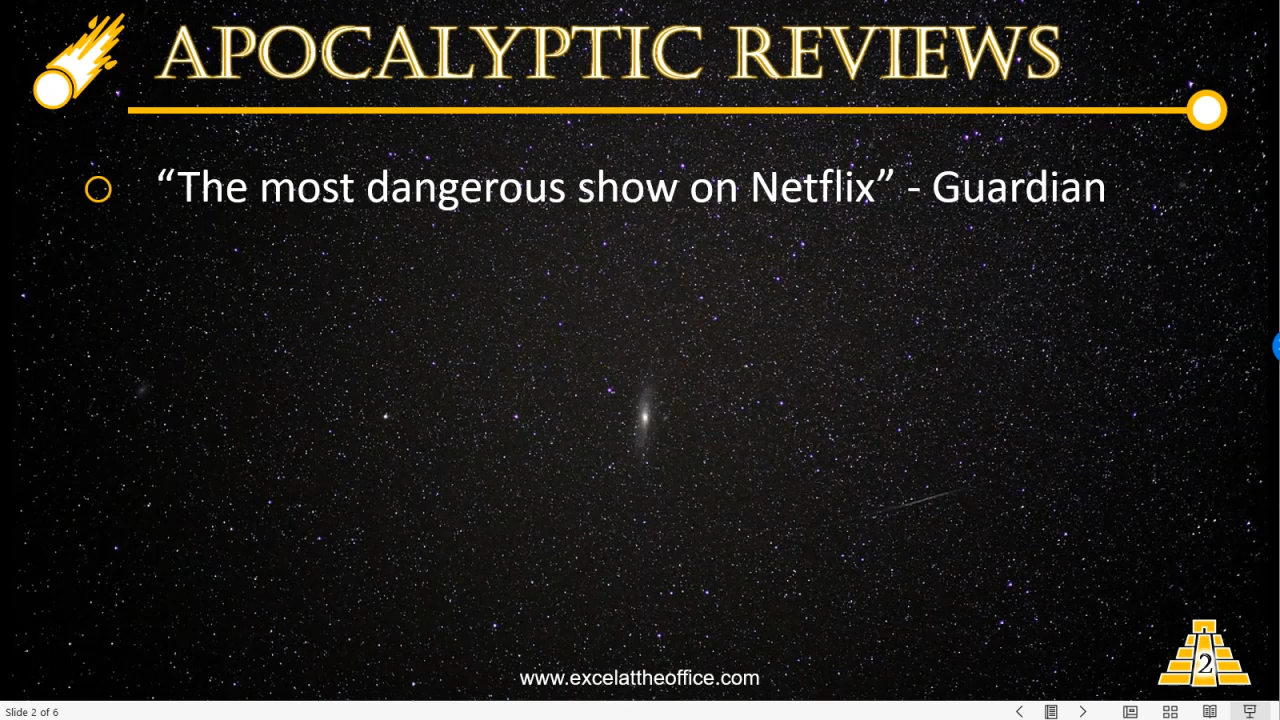 APOCALYPTIC REVIEWS
“The most dangerous show on Netflix” - Guardian
2
www.excelattheoffice.com
Slide 2 of 6